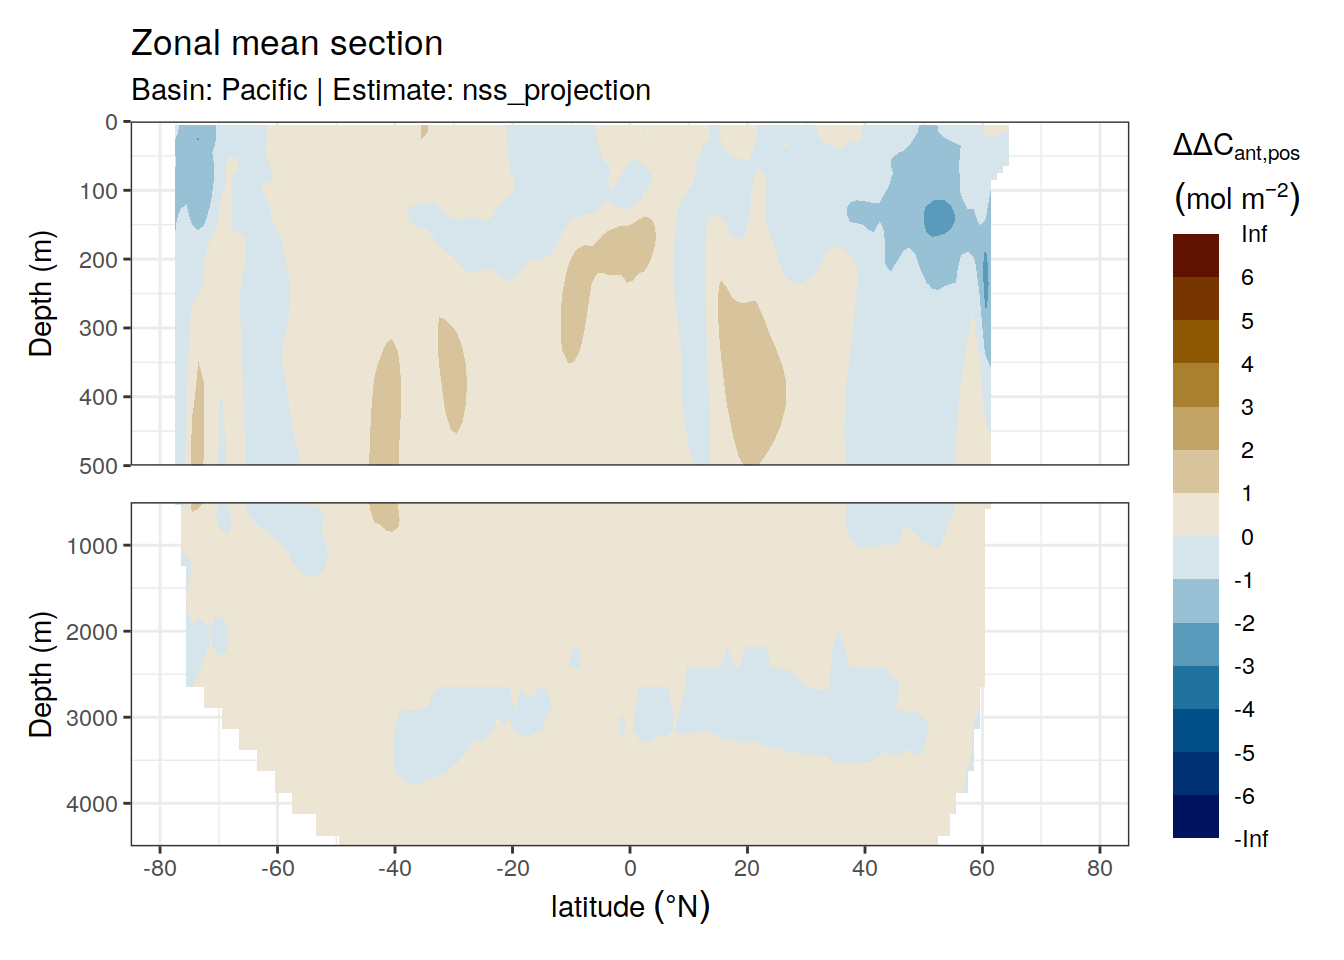 Zonal mean section
Basin: Pacific | Estimate: nss_projection
0
100
200
300
400
500
Depth (m)
1000
2000
3000
4000
Depth (m)
-80 -60 -40 -20 0 20 40 60 80
latitude (°N)
ΔΔCant,pos
(mol m−2)
Inf
6
5
4
3
2
1
0
-1
-2
-3
-4
-5
-6
-Inf